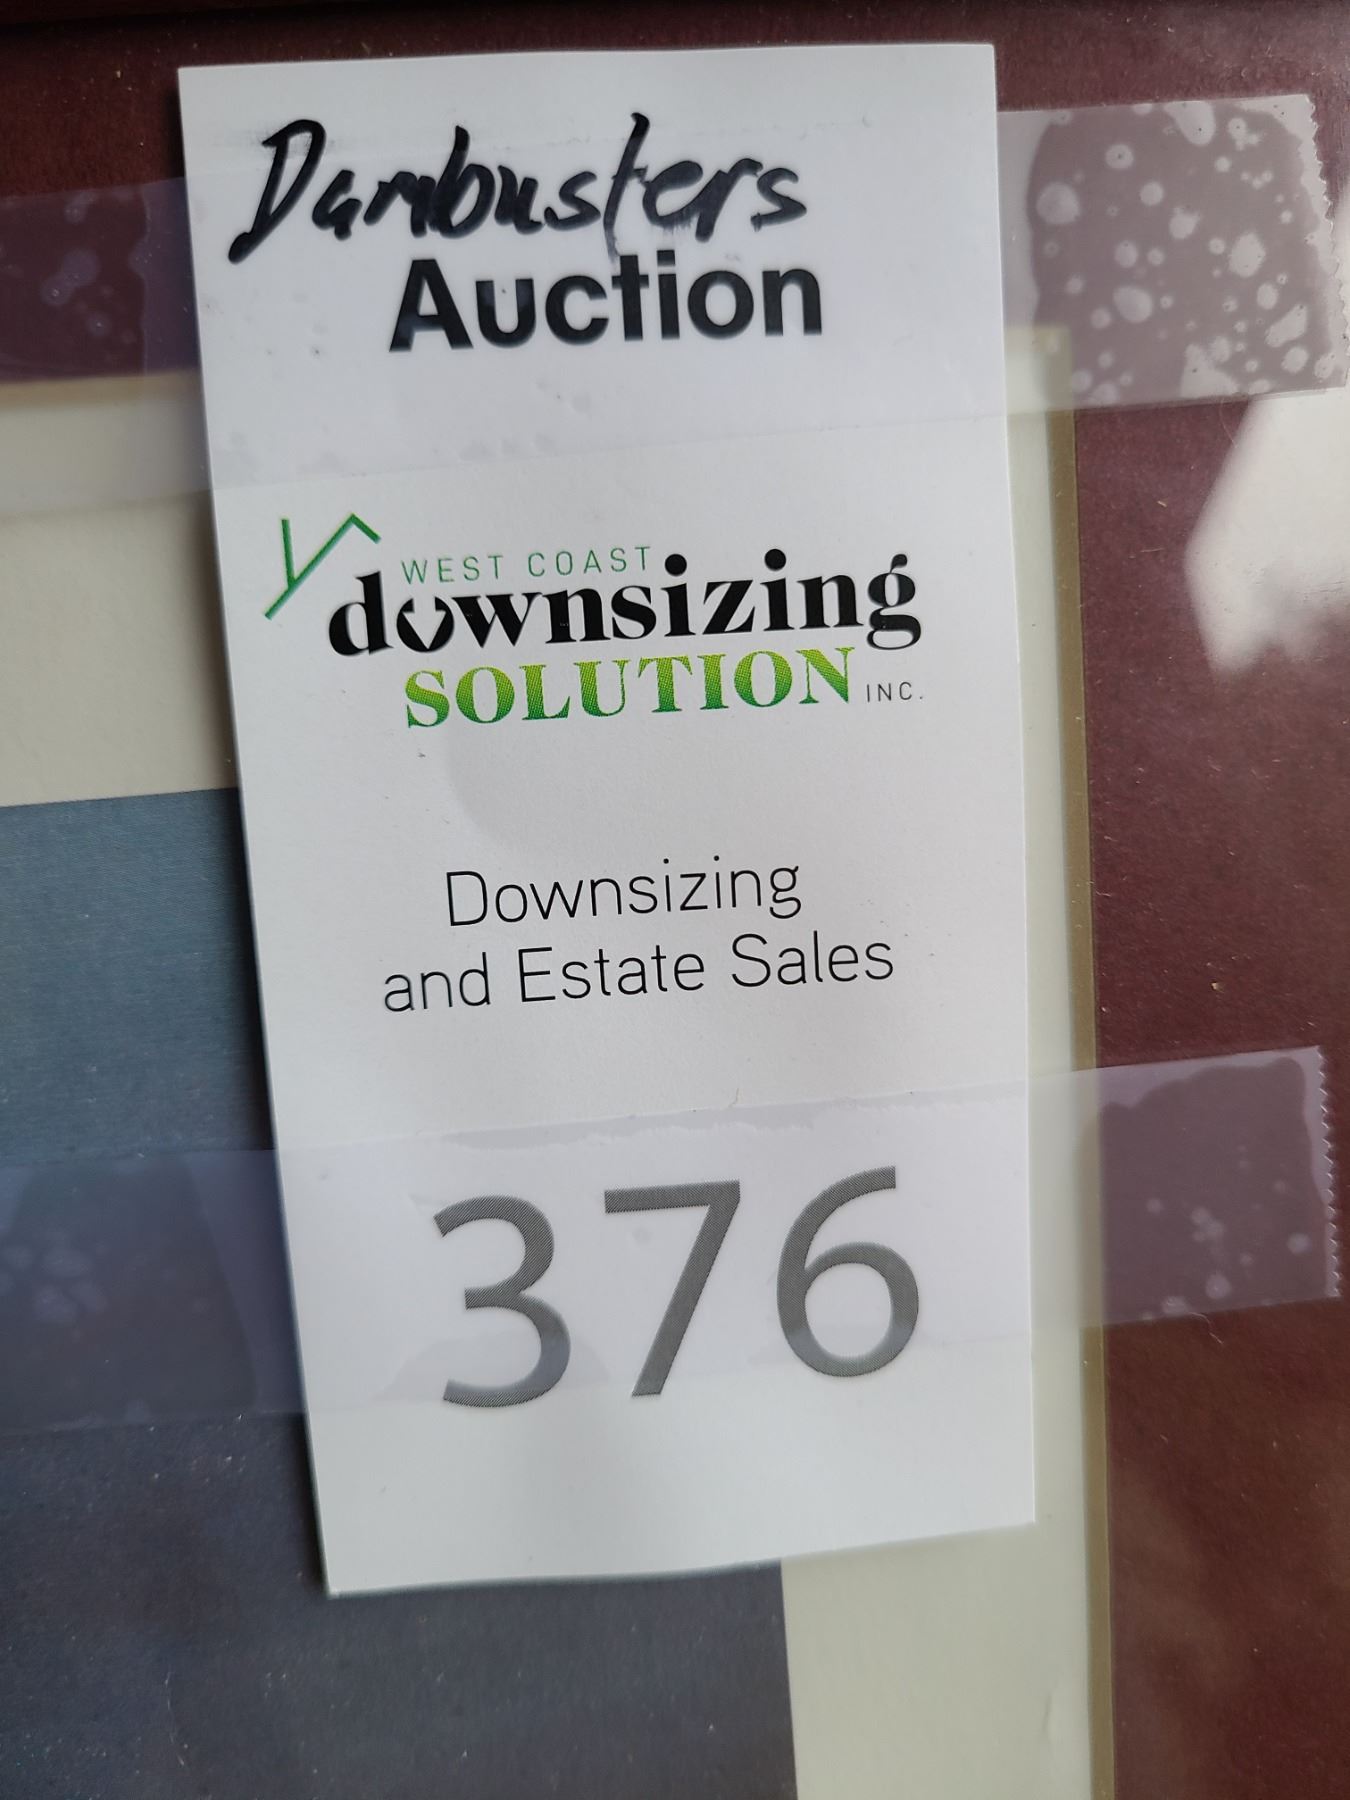 Dambusters
Auction
WEST COAST
downsizing
SOLUTION INC.
Downsizing
and Estate Sales
376